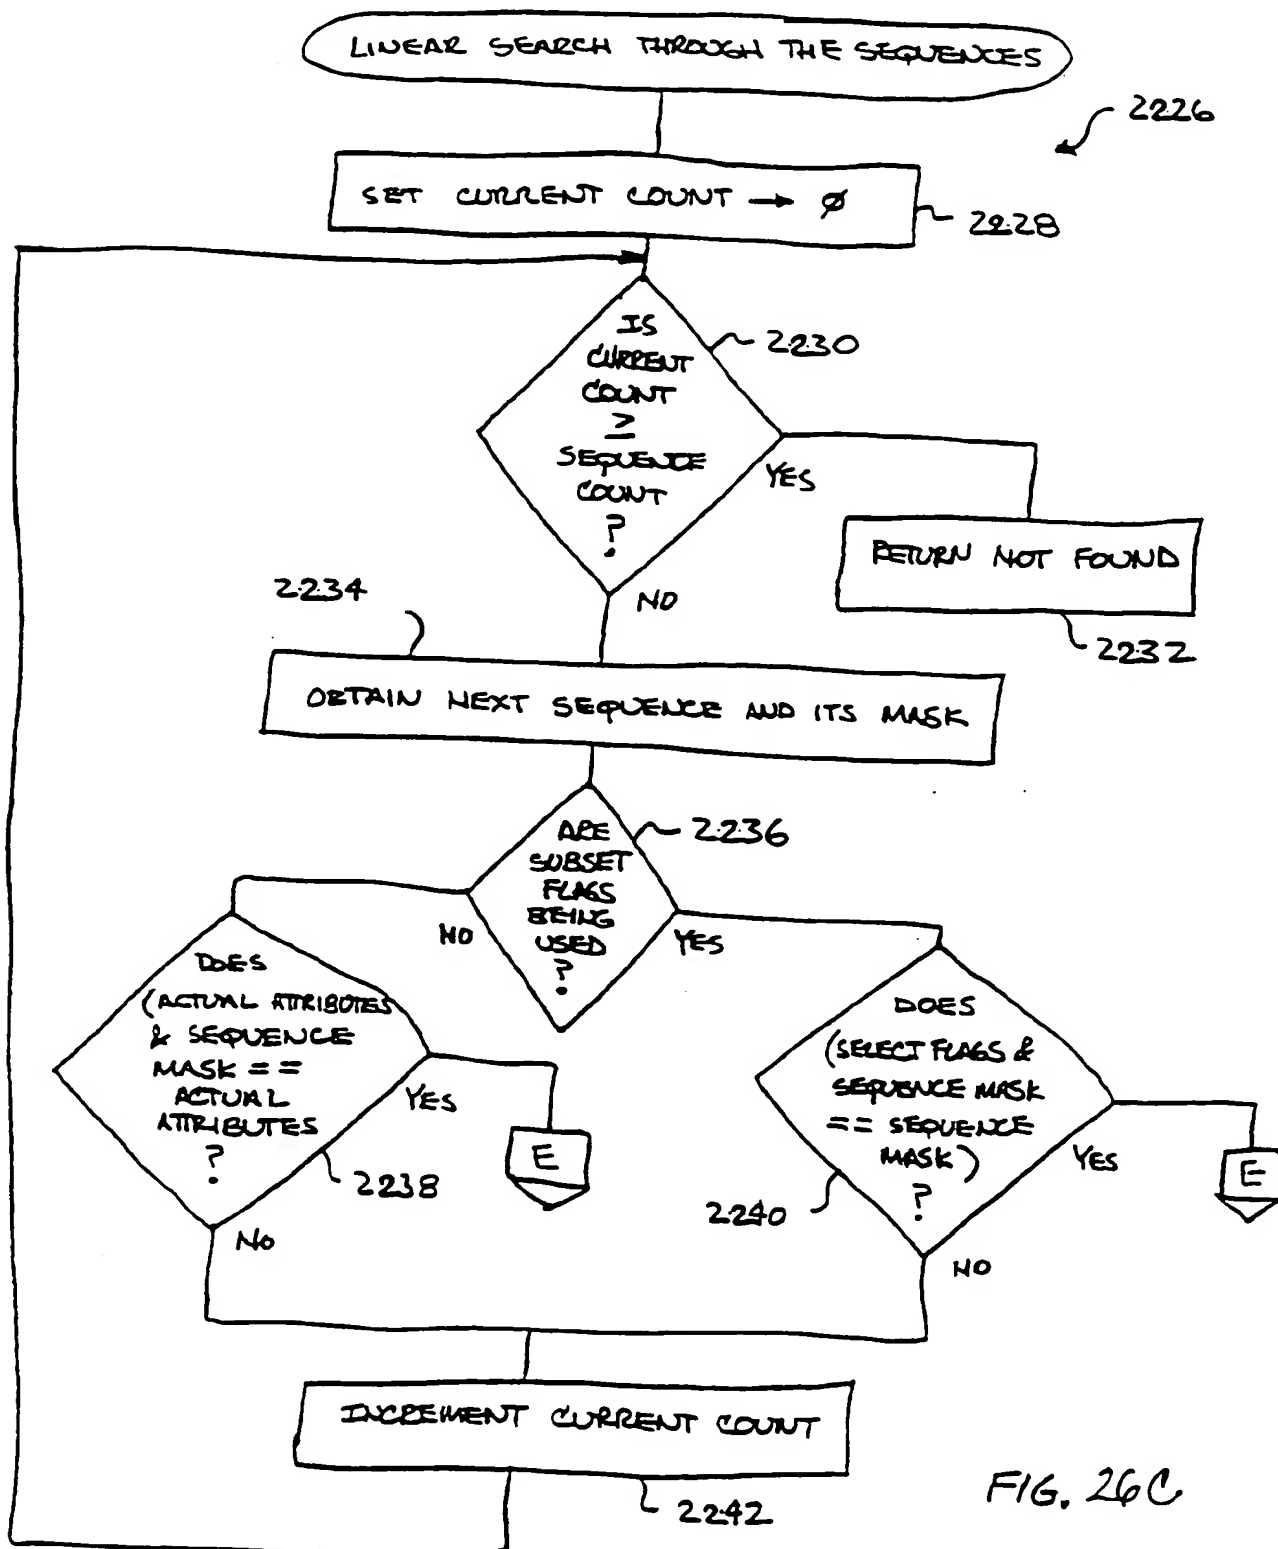 LINEAR SEARCH THROUGH THE SEQUENCES
2226
SET CURRENT COUNT → Ø
2228
IS
CURRENT
COUNT
≥
SEQUENCE
COUNT
?
2230
YES
NO
RETURN NOT FOUND
2232
2234
OBTAIN NEXT SEQUENCE AND ITS MASK
ARE
SUBSET
FLAGS
BEING
USED
?
2236
NO
YES
DOES
(ACTUAL ATTRIBUTES
& SEQUENCE
MASK ==
ACTUAL
ATTRIBUTES
?
YES
2238
NO
E
DOES
(SELECT FLAGS &
SEQUENCE MASK
== SEQUENCE
MASK)
?
YES
2240
NO
E
INCREMENT CURRENT COUNT
2242
FIG. 26C